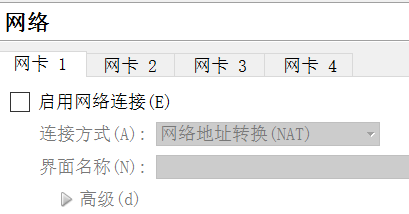 网络
网卡 1 网卡 2 网卡 3 网卡 4
启用网络连接(E)
连接方式(A): 网络地址转换(NAT)
界面名称(N):
高级(d)